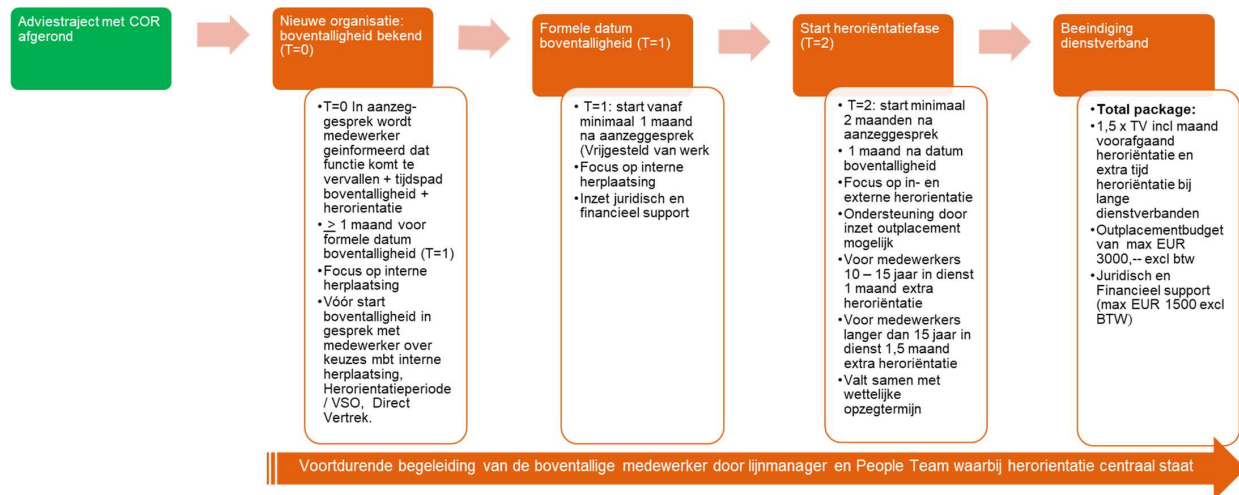 Adviestraject met COR
afgerond
Nieuwe organisatie:
boventalligheid bekend
(T=0)
•T=0 In aanzeg-
gesprek wordt
medewerker
geinformeerd dat
functie komt te
vervallen + tijdspad
boventalligheid +
herorientatie
•> 1 maand voor
formele datum
boventalligheid (T=1)
•Focus op interne
herplaatsing
•Vóór start
boventalligheid in
gesprek met
medewerker over
keuzes mbt interne
herplaatsing,
Herorientatieperiode
/ VSO, Direct
Vertrek.
Formele datum
boventalligheid (T=1)
• T=1: start vanaf
minimaal 1 maand
na aanzeggesprek
(Vrijgesteld van werk
•Focus op interne
herplaatsing
•Inzet juridisch en
financieel support
Start heroriëntatiefase
(T=2)
• T=2: start minimaal
2 maanden na
aanzeggesprek
• 1 maand na datum
boventalligheid
•Focus op in- en
externe herorientatie
•Ondersteuning door
inzet outplacement
mogelijk
•Voor medewerkers
10 – 15 jaar in dienst
1 maand extra
heroriëntatie
•Voor medewerkers
langer dan 15 jaar in
dienst 1,5 maand
extra heroriëntatie
•Valt samen met
wettelijke
opzegtermijn
Beeindiging
dienstverband
•Total package:
•1,5 x TV incl maand
voorafgaand
heroriëntatie en
extra tijd
heroriëntatie bij
lange
dienstverbanden
•Outplacementbudget
van max EUR
3000,-- excl btw
•Juridisch en
Financieel support
(max EUR 1500 excl
BTW)
Voortdurende begeleiding van de boventallige medewerker door lijnmanager en People Team waarbij herorientatie centraal staat